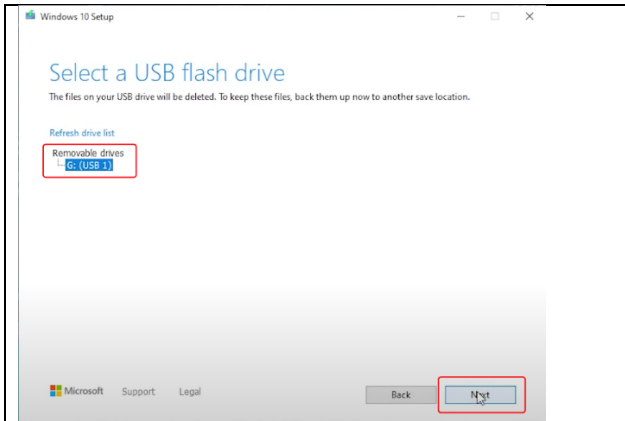 Windows 10 Setup
Select a USB flash drive
The files on your USB drive will be deleted. To keep these files, back them up now to another save location.
Refresh drive list
Removable drives
G: (USB 1)
Microsoft Support Legal Back Next